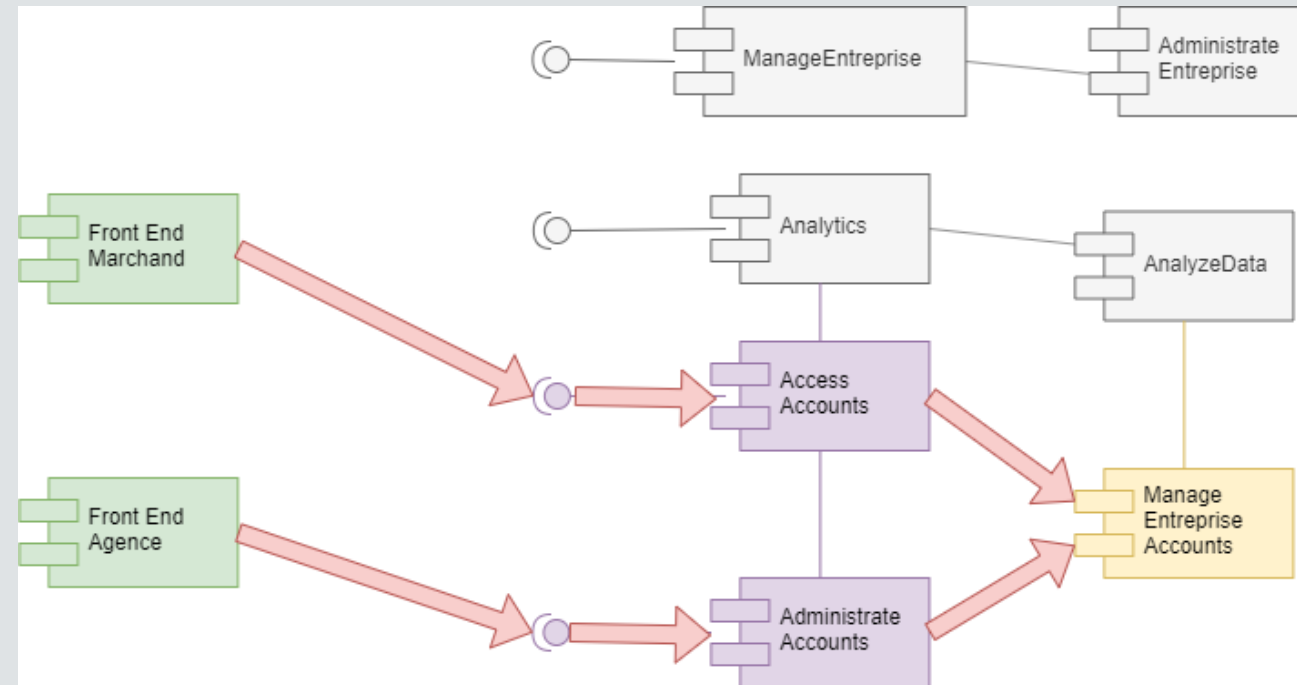 ManageEntreprise
Administrate
Entreprise
Front End
Marchand
Analytics
AnalyzeData
Access
Accounts
Front End
Agence
Manage
Entreprise
Accounts
Administrate
Accounts